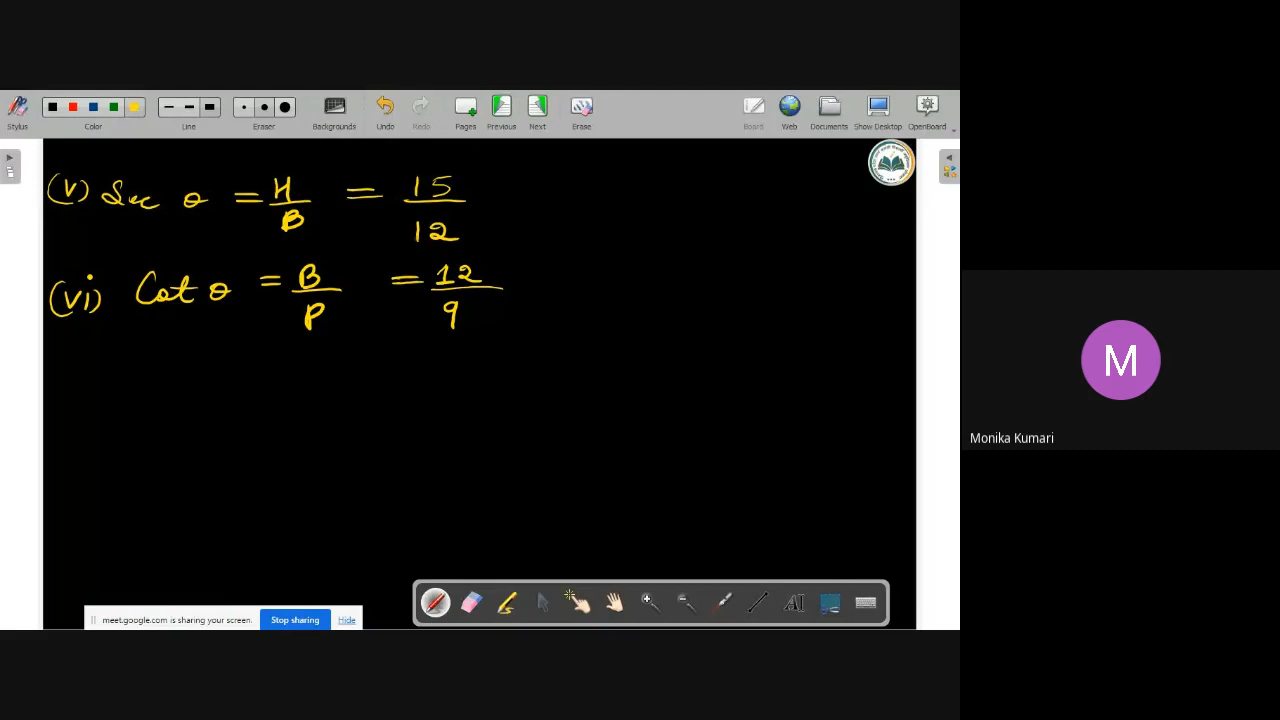 Stylus Color Line Eraser Backgrounds Undo Redo Pages Previous Next Erase Board Web Documents Show Desktop OpenBoard
(v) Sec θ = H/B = 15/12
(vi) Cot θ = B/P = 12/9
M
Monika Kumari
meet.google.com is sharing your screen. Stop sharing Hide